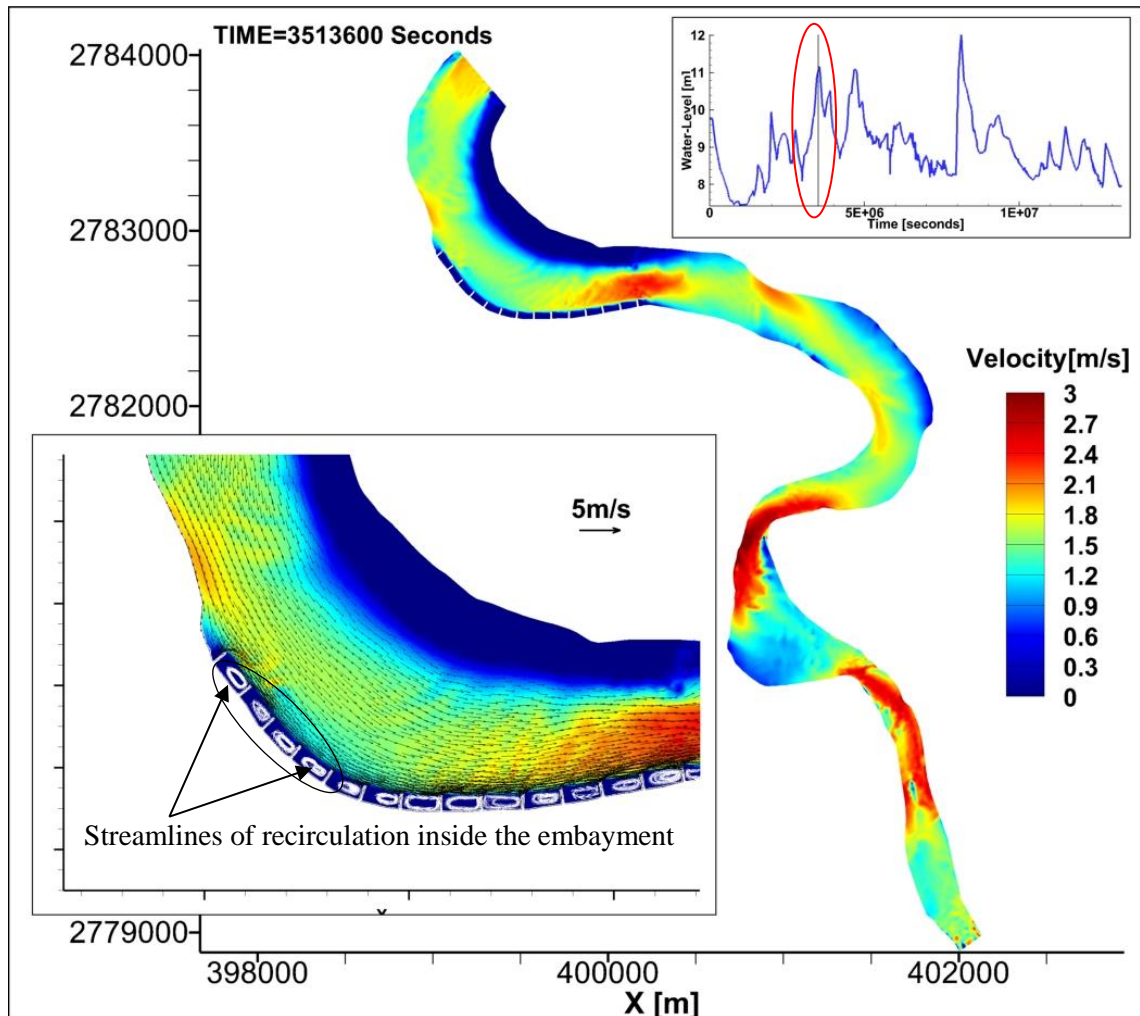 TIME=3513600 Seconds
2784000
2783000
2782000
2779000
398000
400000
402000
X [m]
12
11
10
9
8
Water-Level [m]
0
5E+06
1E+07
Time [seconds]
Velocity[m/s]
3
2.7
2.4
2.1
1.8
1.5
1.2
0.9
0.6
0.3
0
5m/s
Streamlines of recirculation inside the embayment